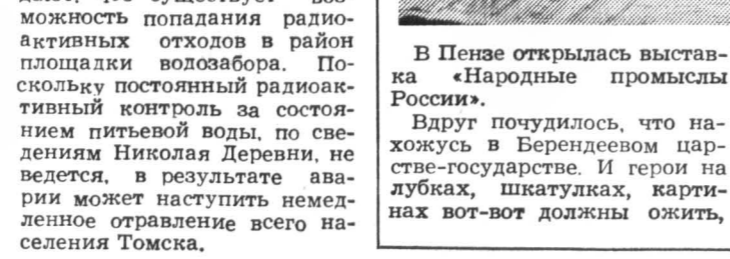 можность попадания радио-
активных отходов в район
площадки водозабора. По-
скольку постоянный радиоак-
тивный контроль за состоя-
нием питьевой воды, по све-
дениям Николая Деревни, не
ведется, в результате ава-
рии может наступить немед-
ленное отравление всего на-
селения Томска.
В Пензе открылась выстав-
ка «Народные промыслы
России».
Вдруг почудилось, что на-
хожусь в Берендеевом цар-
стве-государстве. И герои на
лубках, шкатулках, карти-
нах вот-вот должны ожить,